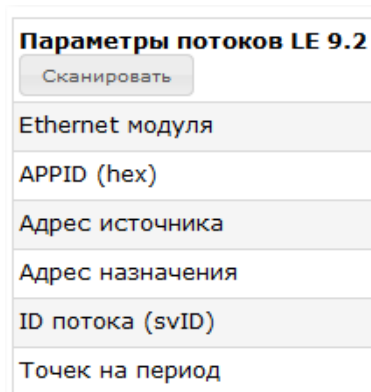 Параметры потоков LE 9.2
Сканировать
Ethernet модуля
APPID (hex)
Адрес источника
Адрес назначения
ID потока (svID)
Точек на период